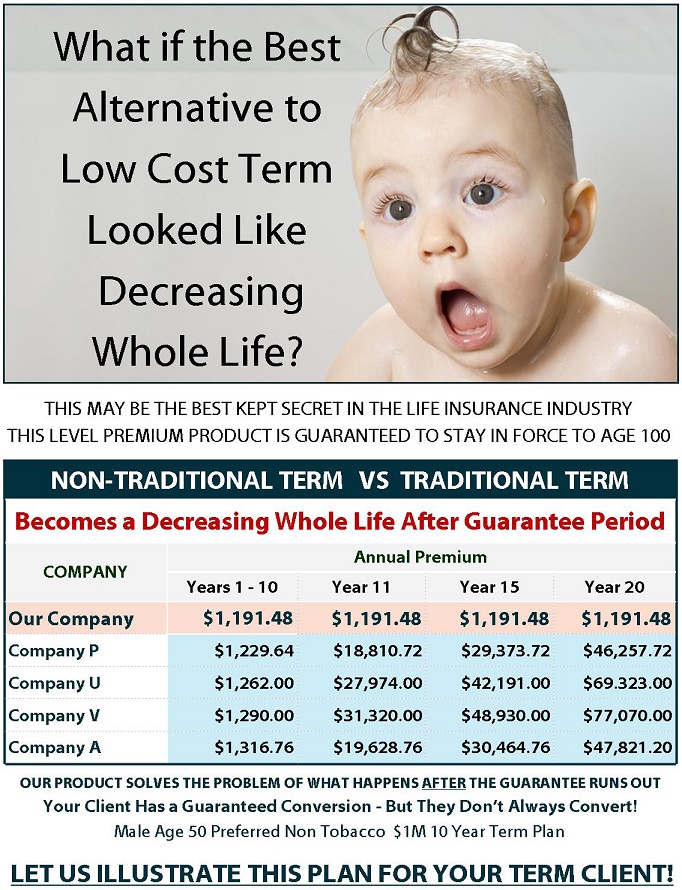 What if the Best
Alternative to
Low Cost Term
Looked Like
Decreasing
Whole Life?
THIS MAY BE THE BEST KEPT SECRET IN THE LIFE INSURANCE INDUSTRY
THIS LEVEL PREMIUM PRODUCT IS GUARANTEED TO STAY IN FORCE TO AGE 100
NON-TRADITIONAL TERM VS TRADITIONAL TERM
Becomes a Decreasing Whole Life After Guarantee Period
COMPANY
Annual Premium
Years 1 - 10 Year 11 Year 15 Year 20
Our Company $1,191.48 $1,191.48 $1,191.48 $1,191.48
Company P $1,229.64 $18,810.72 $29,373.72 $46,257.72
Company U $1,262.00 $27,974.00 $42,191.00 $69.323.00
Company V $1,290.00 $31,320.00 $48,930.00 $77,070.00
Company A $1,316.76 $19,628.76 $30,464.76 $47,821.20
OUR PRODUCT SOLVES THE PROBLEM OF WHAT HAPPENS AFTER THE GUARANTEE RUNS OUT
Your Client Has a Guaranteed Conversion - But They Don't Always Convert!
Male Age 50 Preferred Non Tobacco $1M 10 Year Term Plan
LET US ILLUSTRATE THIS PLAN FOR YOUR TERM CLIENT!